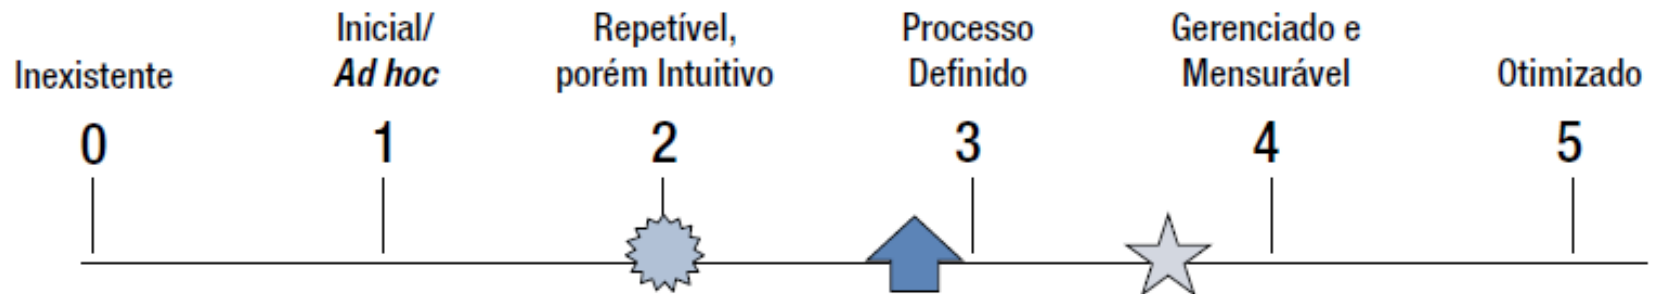 Inexistente
0
Inicial/
Ad hoc
1
Repetível,
porém Intuitivo
2
Processo
Definido
3
Gerenciado e
Mensurável
4
Otimizado
5